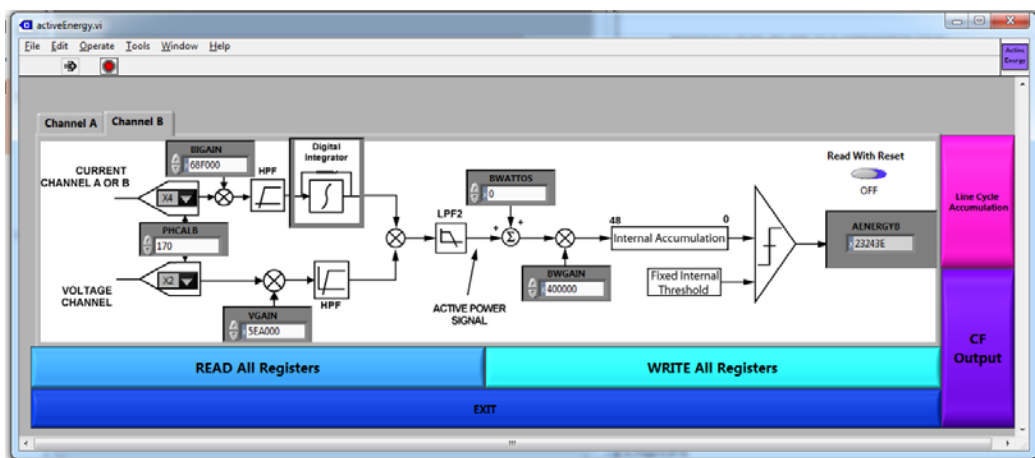 activeEnergy.vi
File Edit Operate Tools Window Help
Active
Energy
Channel A
Channel B
CURRENT
CHANNEL A OR B
X4
BIGAIN
x 68F000
HPF
Digital
Integrator
PHCALB
170
VOLTAGE
CHANNEL
X2
VGAIN
x 5EA000
HPF
LPF2
ACTIVE POWER
SIGNAL
BWATTOS
x 0
+ +
Σ
BWGAIN
x 400000
48 0
Internal Accumulation
Fixed Internal
Threshold
Read With Reset
OFF
AENERGYB
x 23243E
Line Cycle
Accumulation
CF
Output
READ All Registers
WRITE All Registers
EXIT